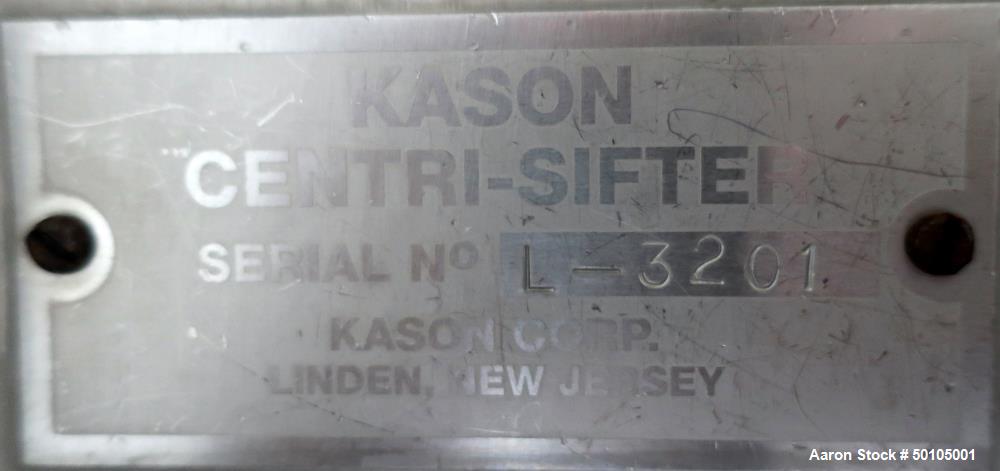 KASON
CENTRI-SIFTER
SERIAL Nº L-3201
KASON CORP.
LINDEN, NEW JERSEY
Aaron Stock # 50105001